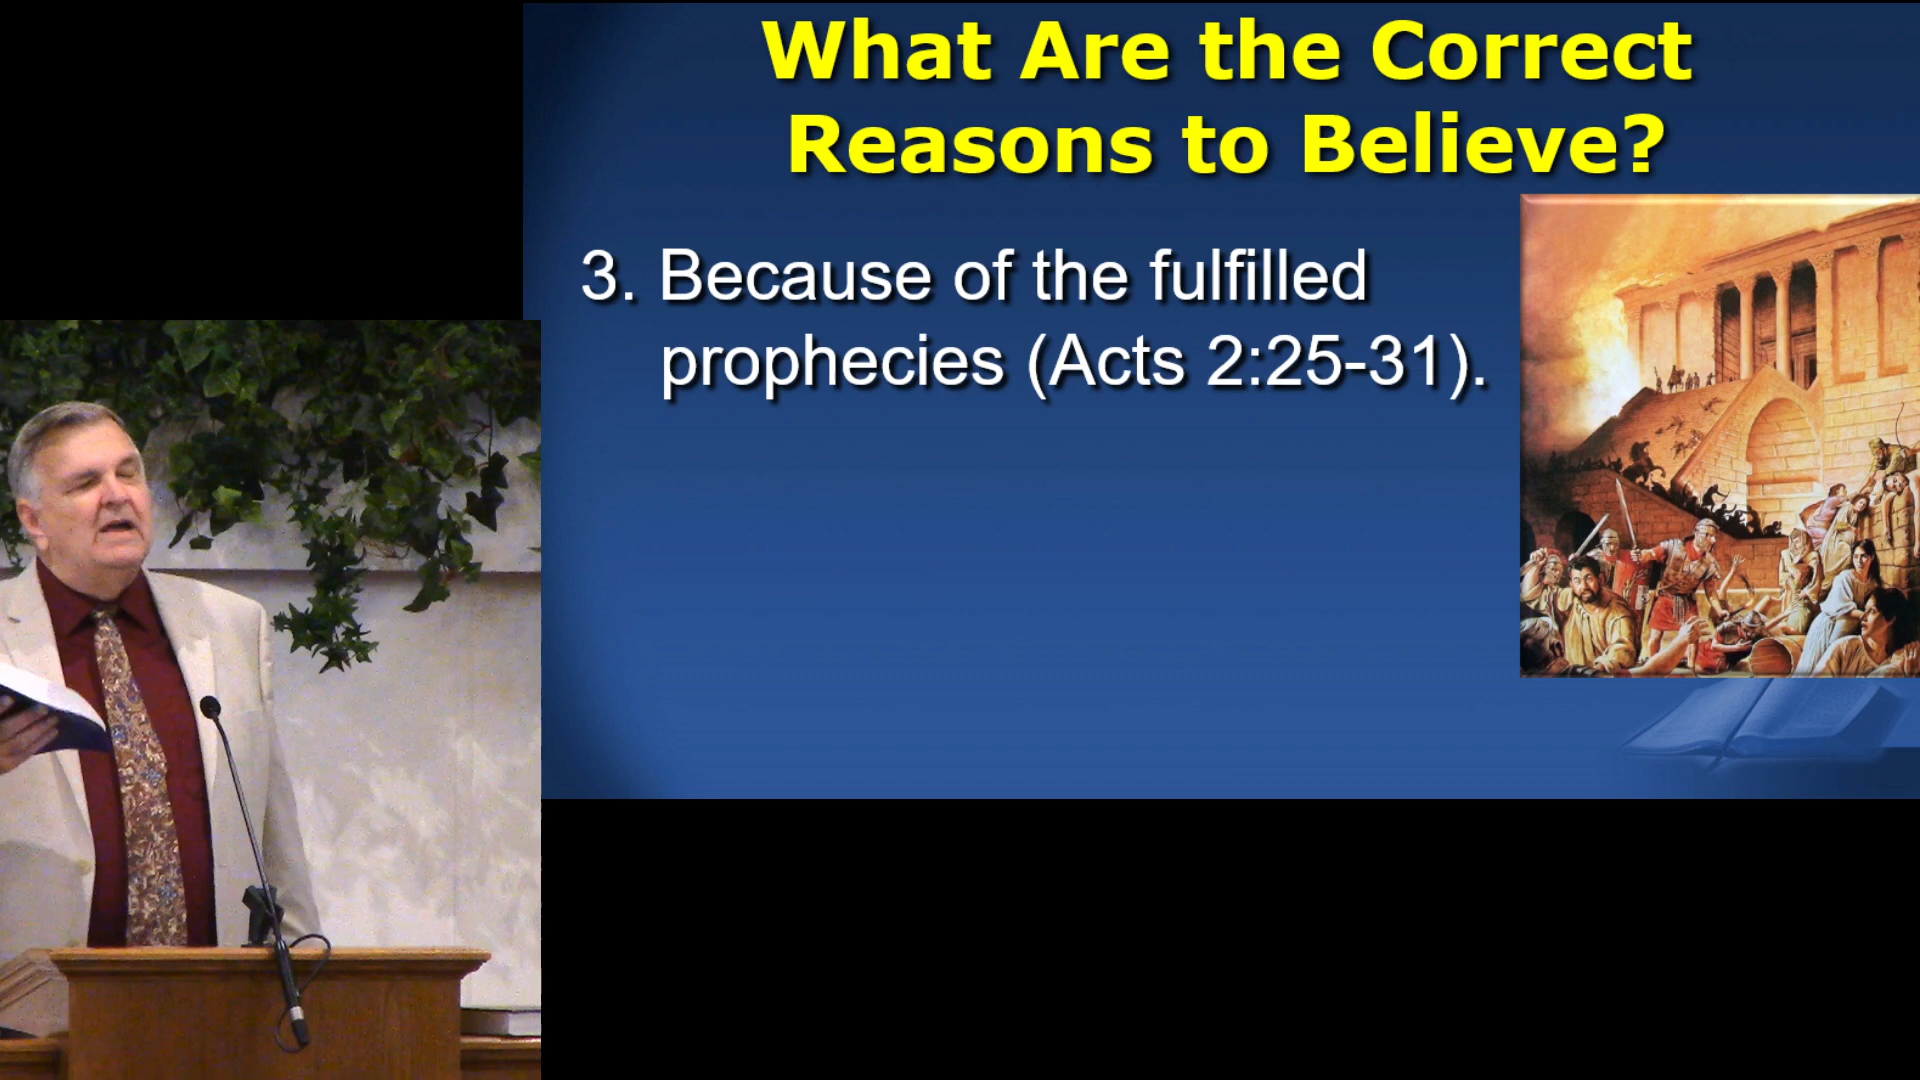 What Are the Correct
Reasons to Believe?
3. Because of the fulfilled
prophecies (Acts 2:25-31).